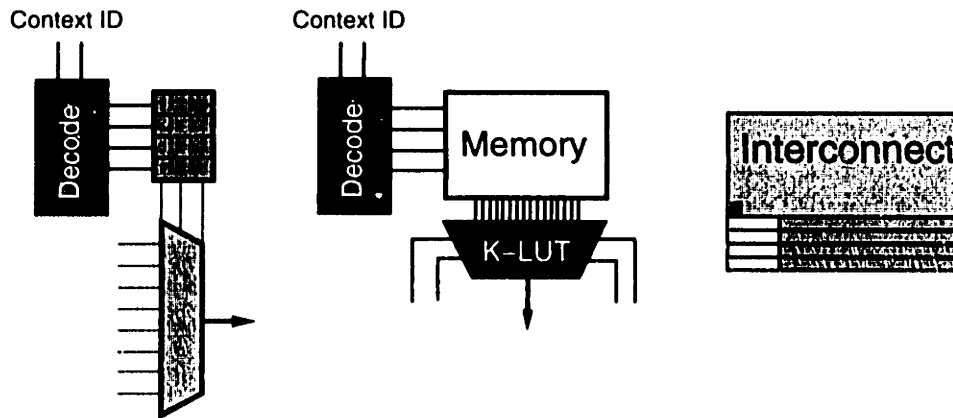 Context ID
Decode
Context ID
Decode
Memory
K-LUT
Interconnect